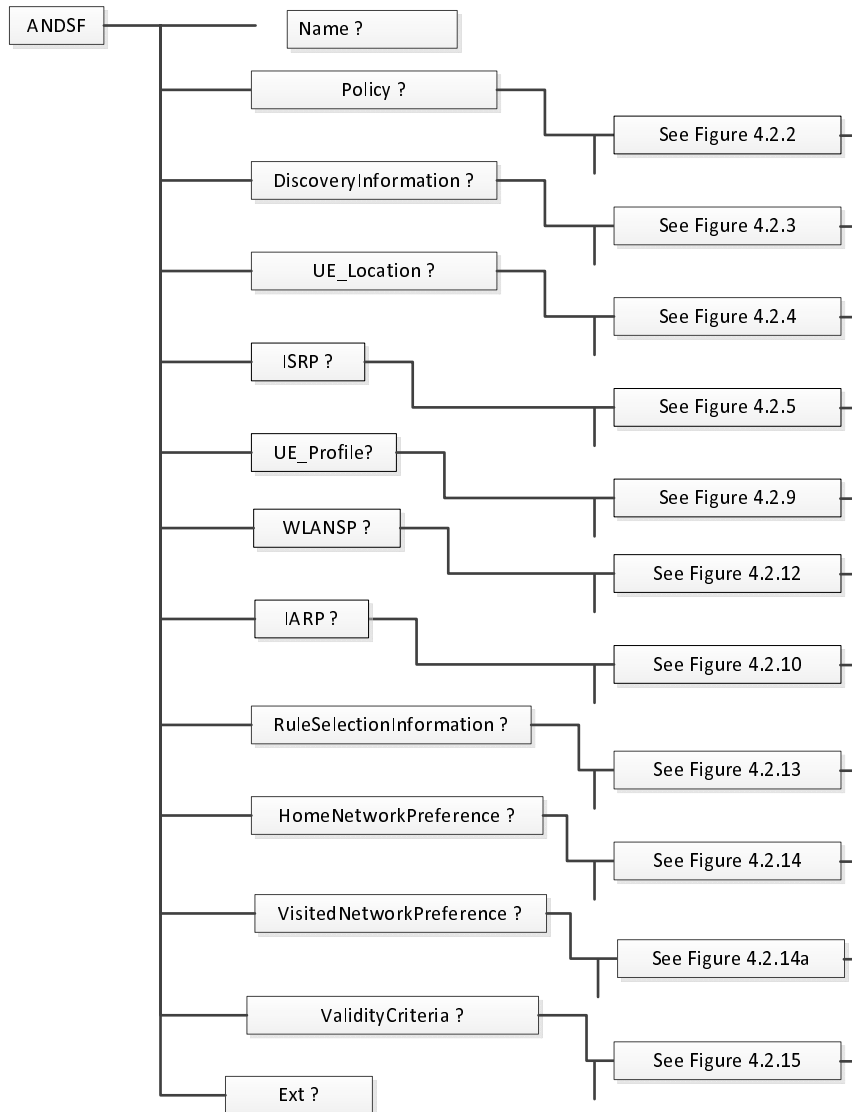 ANDSF
Name ?
Policy ?
See Figure 4.2.2
DiscoveryInformation ?
See Figure 4.2.3
UE_Location ?
See Figure 4.2.4
ISRP ?
See Figure 4.2.5
UE_Profile?
See Figure 4.2.9
WLANSP ?
See Figure 4.2.12
IARP ?
See Figure 4.2.10
RuleSelectionInformation ?
See Figure 4.2.13
HomeNetworkPreference ?
See Figure 4.2.14
VisitedNetworkPreference ?
See Figure 4.2.14a
ValidityCriteria ?
See Figure 4.2.15
Ext ?